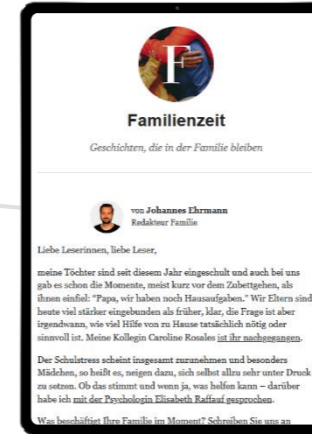 F
Familienzeit
Geschichten, die in der Familie bleiben
von Johannes Ehrmann
Redakteur Familie
Liebe Leserinnen, liebe Leser,
meine Töchter sind seit diesem Jahr eingeschult und auch bei uns
gab es schon die Momente, meist kurz vor dem Zubettgehen, als
ihnen einfiel: "Papa, wir haben noch Hausaufgaben." Wir Eltern sind
heute viel stärker eingebunden als früher, klar, die Frage ist aber
irgendwann, wie viel Hilfe von zu Hause tatsächlich nötig oder
sinnvoll ist. Meine Kollegin Caroline Rosales ist ihr nachgegangen.
Der Schulstress scheint insgesamt zuzunehmen und besonders
Mädchen, so heißt es, neigen dazu, sich selbst allzu sehr unter Druck
zu setzen. Ob das stimmt und wenn ja, was helfen kann – darüber
habe ich mit der Psychologin Elisabeth Raffauf gesprochen.
Was beschäftigt Ihre Familie im Moment? Schreiben Sie uns an